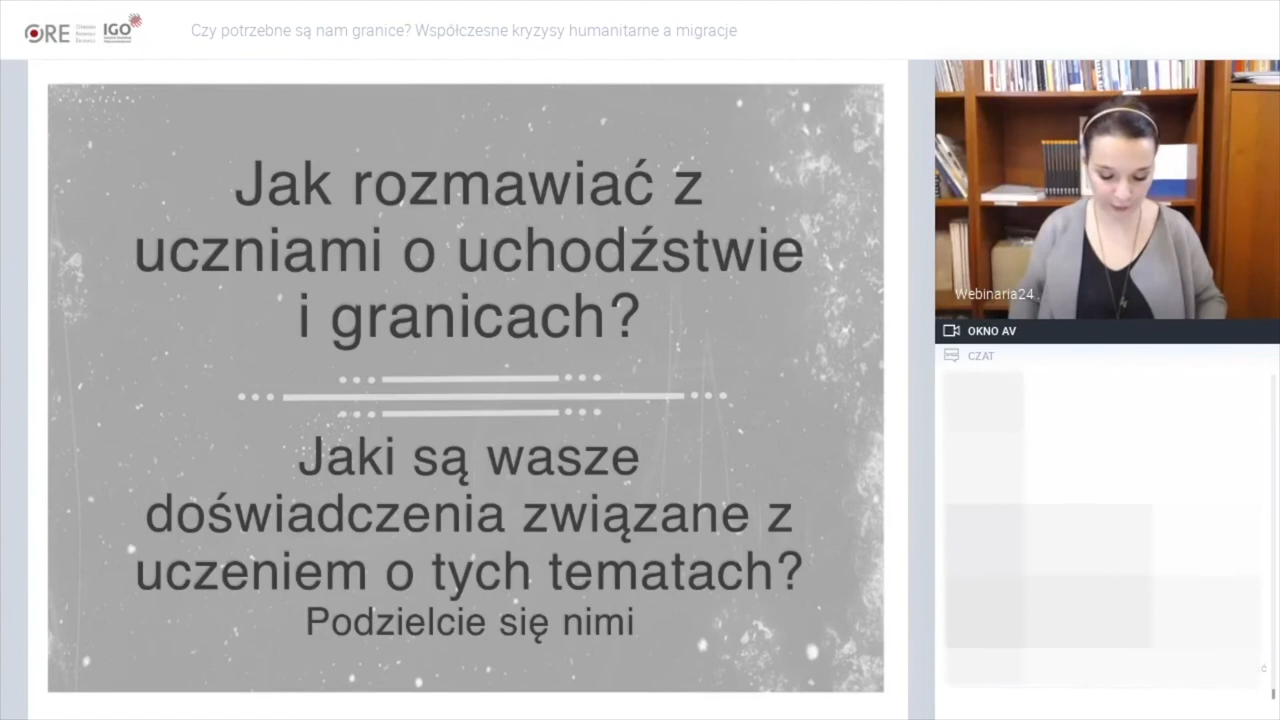 ORE
IGO
Czy potrzebne są nam granice? Współczesne kryzysy humanitarne a migracje
Jak rozmawiać z
uczniami o uchodźstwie
i granicach?
Jaki są wasze
doświadczenia związane z
uczeniem o tych tematach?
Podzielcie się nimi
Webinaria24
OKNO AV
CZAT